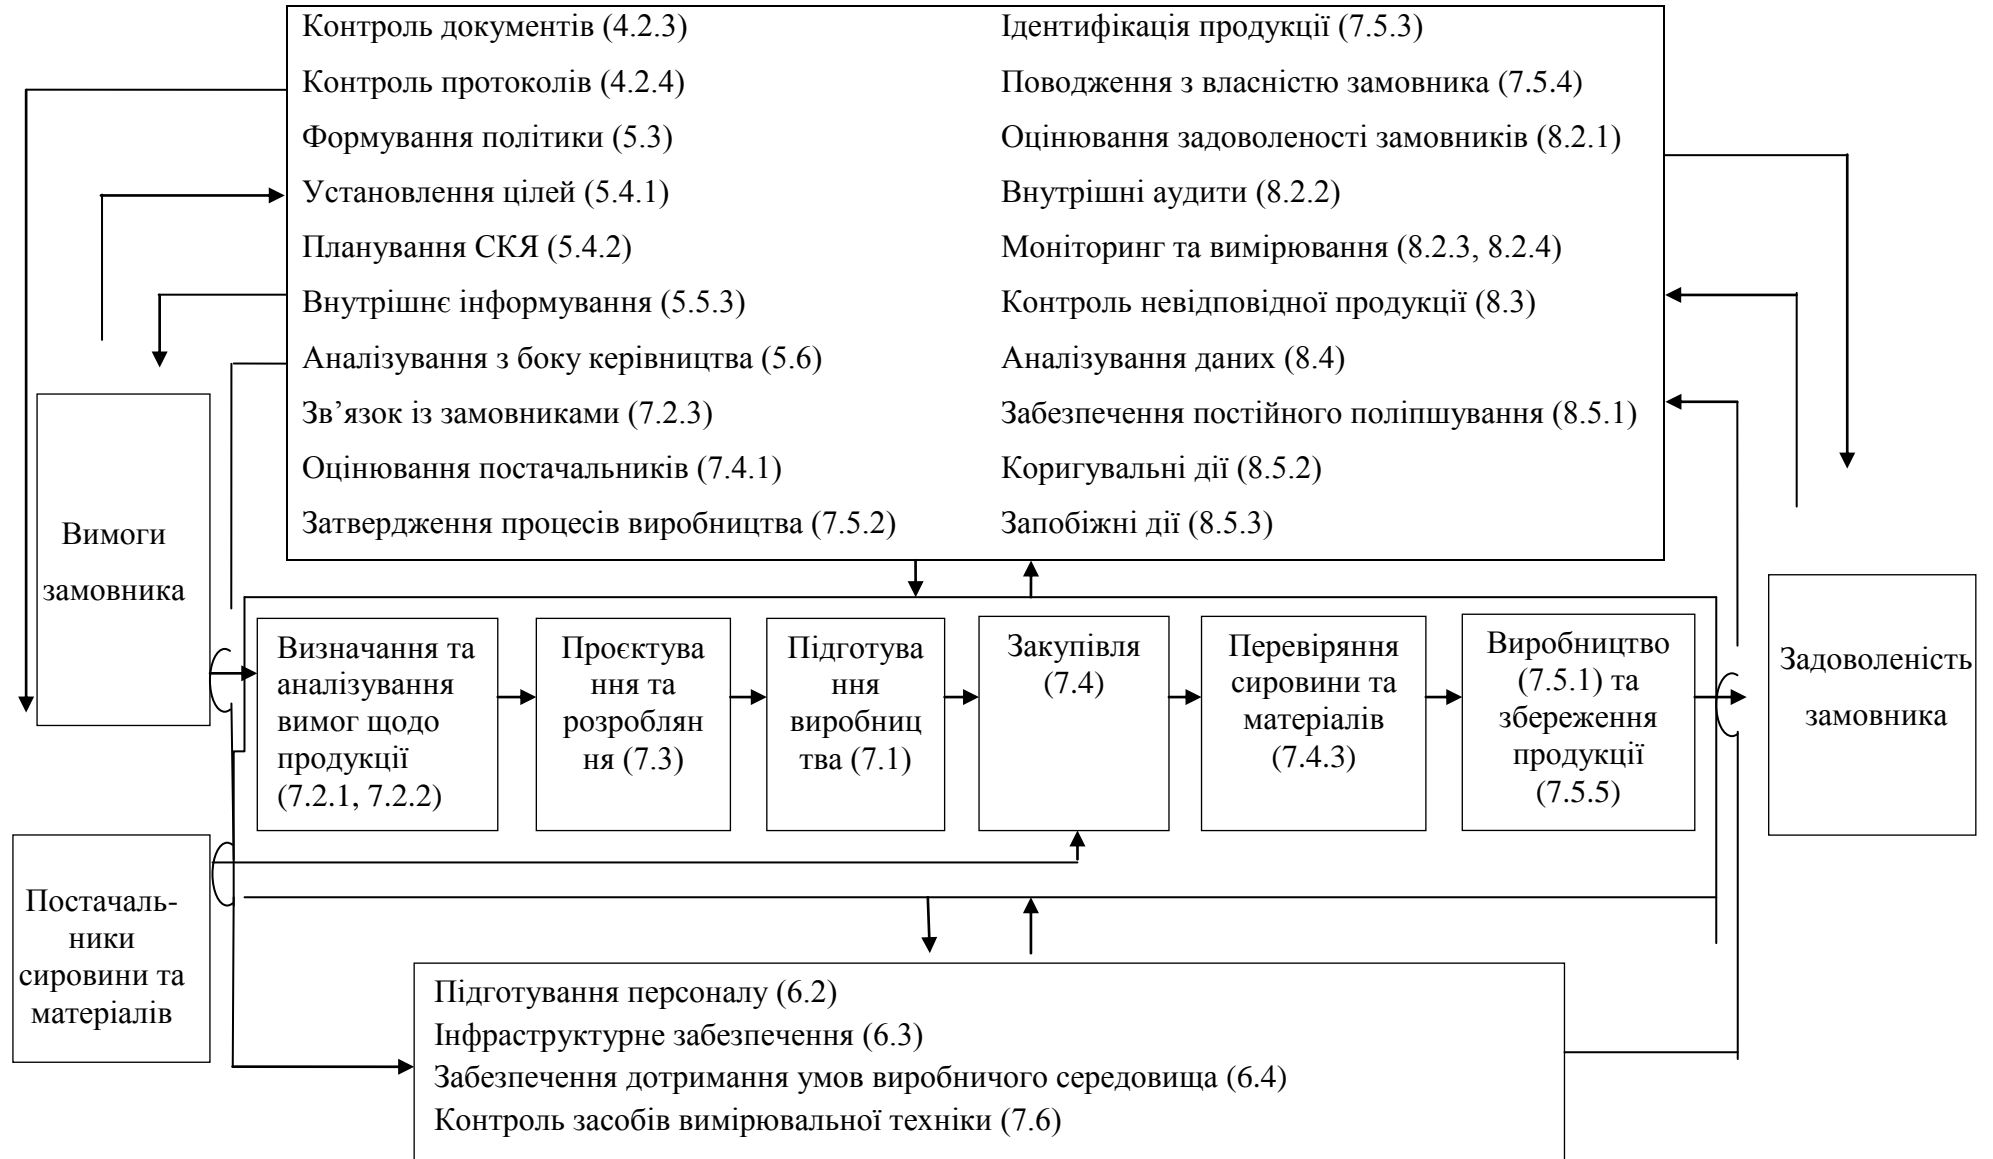 Контроль документів (4.2.3)
Контроль протоколів (4.2.4)
Формування політики (5.3)
Установлення цілей (5.4.1)
Планування СКЯ (5.4.2)
Внутрішнє інформування (5.5.3)
Аналізування з боку керівництва (5.6)
Зв’язок із замовниками (7.2.3)
Оцінювання постачальників (7.4.1)
Затвердження процесів виробництва (7.5.2)
Ідентифікація продукції (7.5.3)
Поводження з власністю замовника (7.5.4)
Оцінювання задоволеності замовників (8.2.1)
Внутрішні аудити (8.2.2)
Моніторинг та вимірювання (8.2.3, 8.2.4)
Контроль невідповідної продукції (8.3)
Аналізування даних (8.4)
Забезпечення постійного поліпшування (8.5.1)
Коригувальні дії (8.5.2)
Запобіжні дії (8.5.3)
Вимоги
замовника
Визначання та
аналізування
вимог щодо
продукції
(7.2.1, 7.2.2)
Проєктува
ння та
розроблян
ня (7.3)
Підготува
ння
виробниц
тва (7.1)
Закупівля
(7.4)
Перевіряння
сировини та
матеріалів
(7.4.3)
Виробництво
(7.5.1) та
збереження
продукції
(7.5.5)
Задоволеність
замовника
Постачаль-
ники
сировини та
матеріалів
Підготування персоналу (6.2)
Інфраструктурне забезпечення (6.3)
Забезпечення дотримання умов виробничого середовища (6.4)
Контроль засобів вимірювальної техніки (7.6)